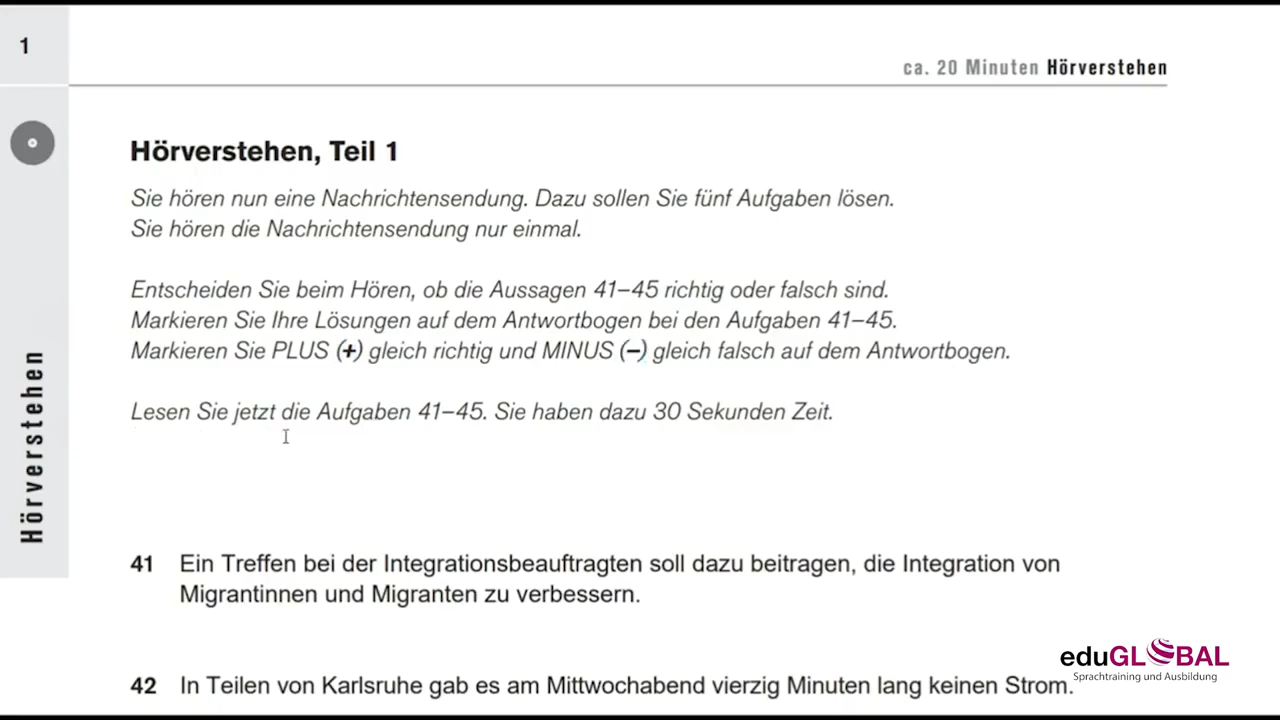 1
ca. 20 Minuten Hörverstehen
Hörverstehen, Teil 1
Sie hören nun eine Nachrichtensendung. Dazu sollen Sie fünf Aufgaben lösen.
Sie hören die Nachrichtensendung nur einmal.
Entscheiden Sie beim Hören, ob die Aussagen 41–45 richtig oder falsch sind.
Markieren Sie Ihre Lösungen auf dem Antwortbogen bei den Aufgaben 41–45.
Markieren Sie PLUS (+) gleich richtig und MINUS (–) gleich falsch auf dem Antwortbogen.
Lesen Sie jetzt die Aufgaben 41–45. Sie haben dazu 30 Sekunden Zeit.
Hörverstehen
41 Ein Treffen bei der Integrationsbeauftragten soll dazu beitragen, die Integration von
Migrantinnen und Migranten zu verbessern.
42 In Teilen von Karlsruhe gab es am Mittwochabend vierzig Minuten lang keinen Strom.
eduGLOBAL
Sprachtraining und Ausbildung